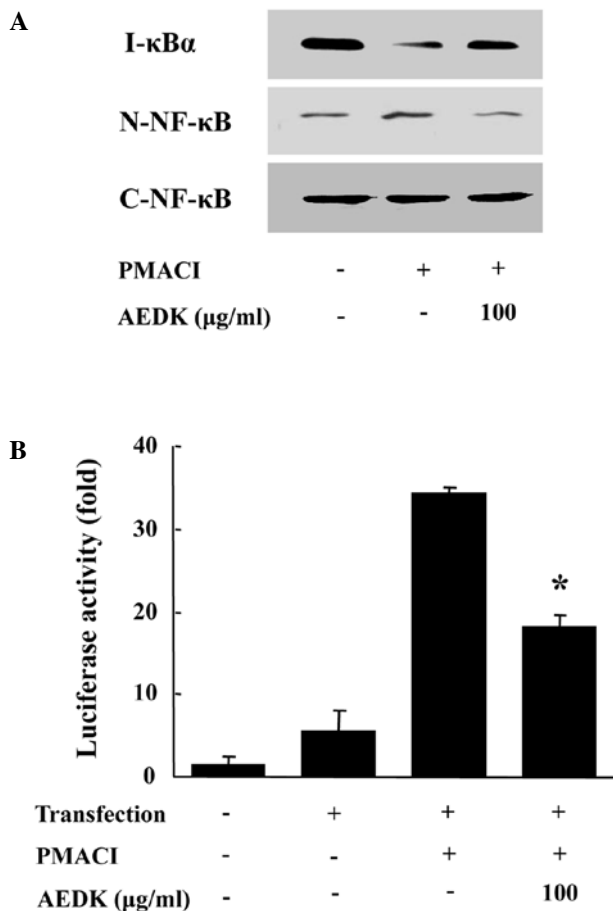 A
I-κBα
N-NF-κB
C-NF-κB
PMACI - + +
AEDK (μg/ml) - - 100
B
Luciferase activity (fold)
40
30
20
10
0
*
Transfection - + + +
PMACI - - + +
AEDK (μg/ml) - - - 100